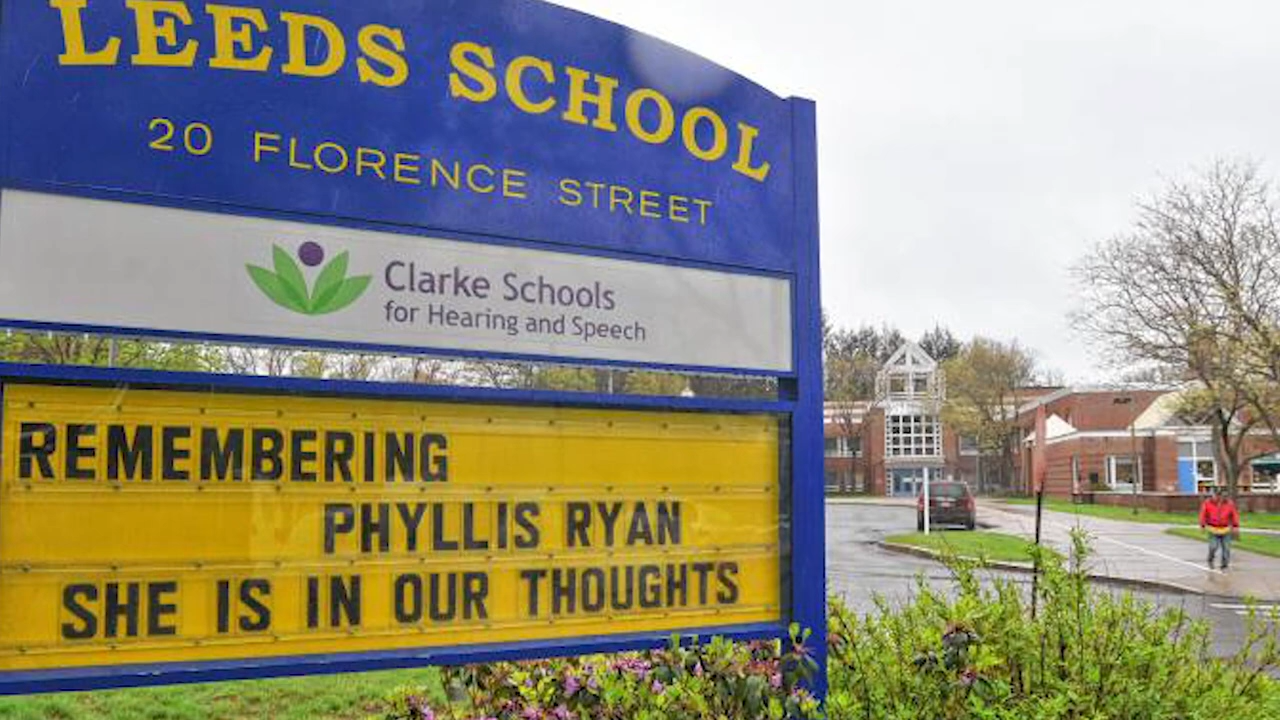 LEEDS SCHOOL
20 FLORENCE STREET
Clarke Schools
for Hearing and Speech
REMEMBERING
PHYLLIS RYAN
SHE IS IN OUR THOUGHTS